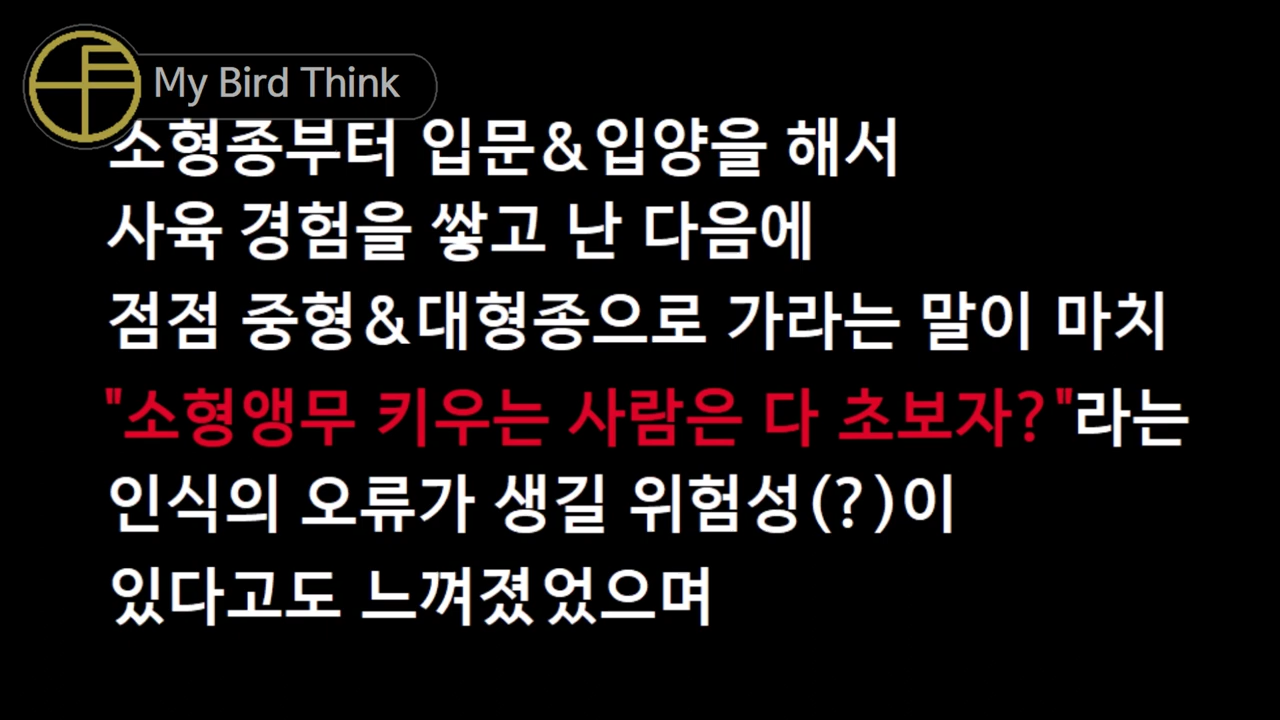 My Bird Think
소형종부터 입문&입양을 해서
사육 경험을 쌓고 난 다음에
점점 중형&대형종으로 가라는 말이 마치
"소형앵무 키우는 사람은 다 초보자?"라는
인식의 오류가 생길 위험성(?)이
있다고도 느껴졌었으며